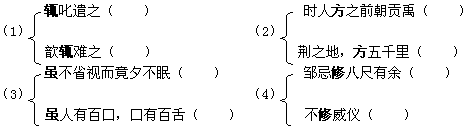 (1) 辄叱遣之（　　） (2) 时人方之前朝贡禹（　　）
歆辄难之（　　） 荆之地，方五千里（　　）
(3) 虽不省视而竟夕不眠（　　） (4) 邹忌修八尺有余（　　）
虽人有百口，口有百舌（　　） 不修威仪（　　）